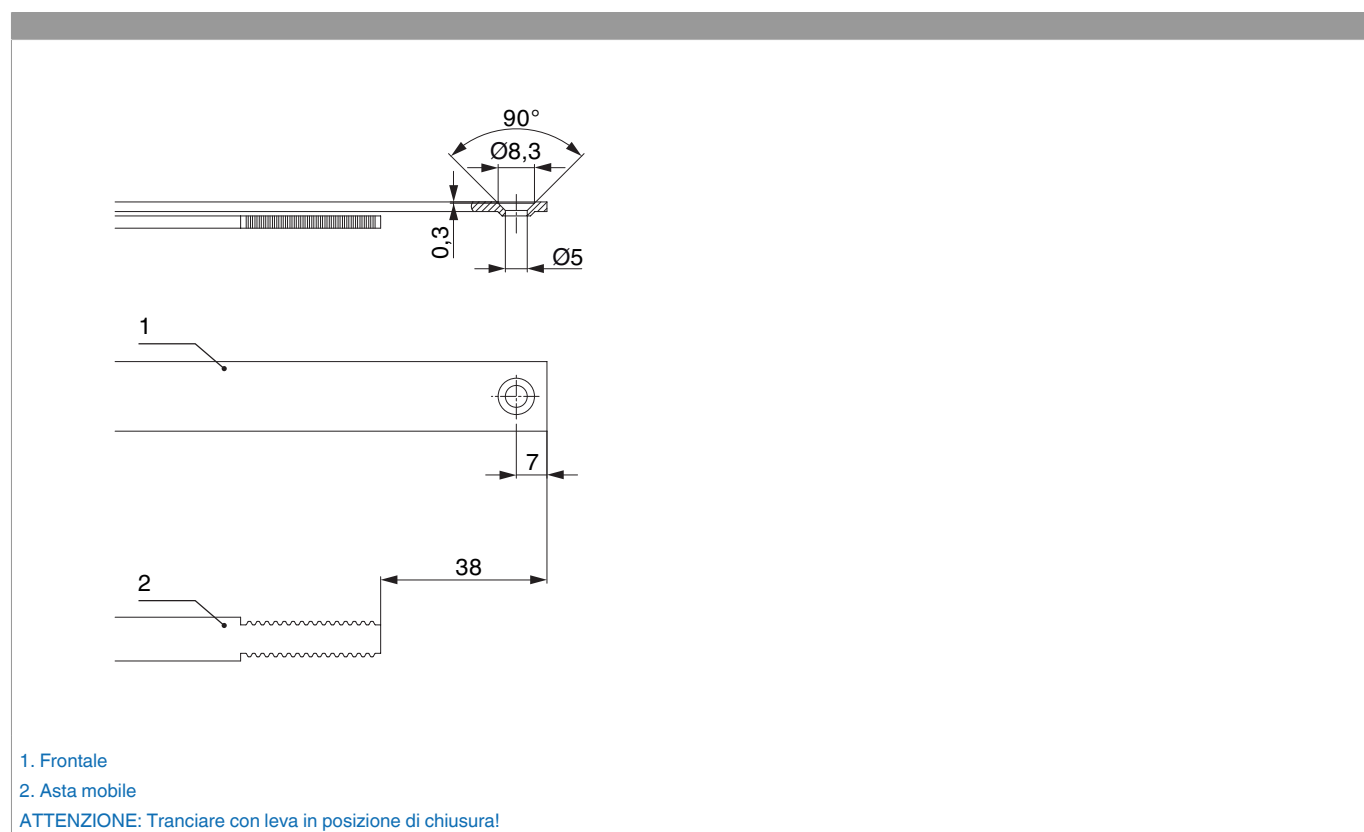 90°
Ø8,3
0,3
Ø5
1
7
38
2
1. Frontale
2. Asta mobile
ATTENZIONE: Tranciare con leva in posizione di chiusura!